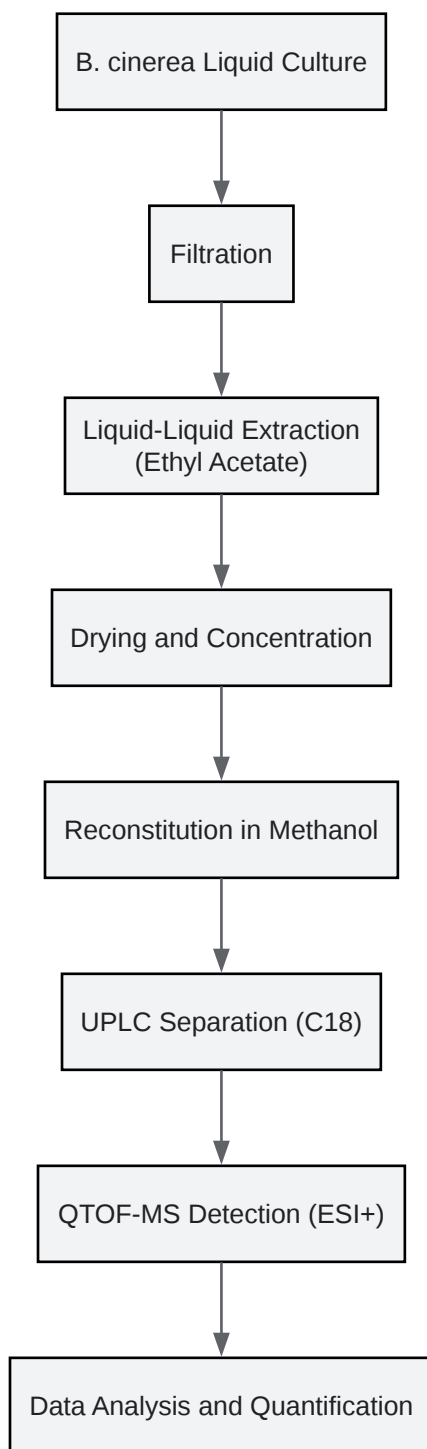 B. cinerea Liquid Culture
Filtration
Liquid-Liquid Extraction
(Ethyl Acetate)
Drying and Concentration
Reconstitution in Methanol
UPLC Separation (C18)
QTOF-MS Detection (ESI+)
Data Analysis and Quantification